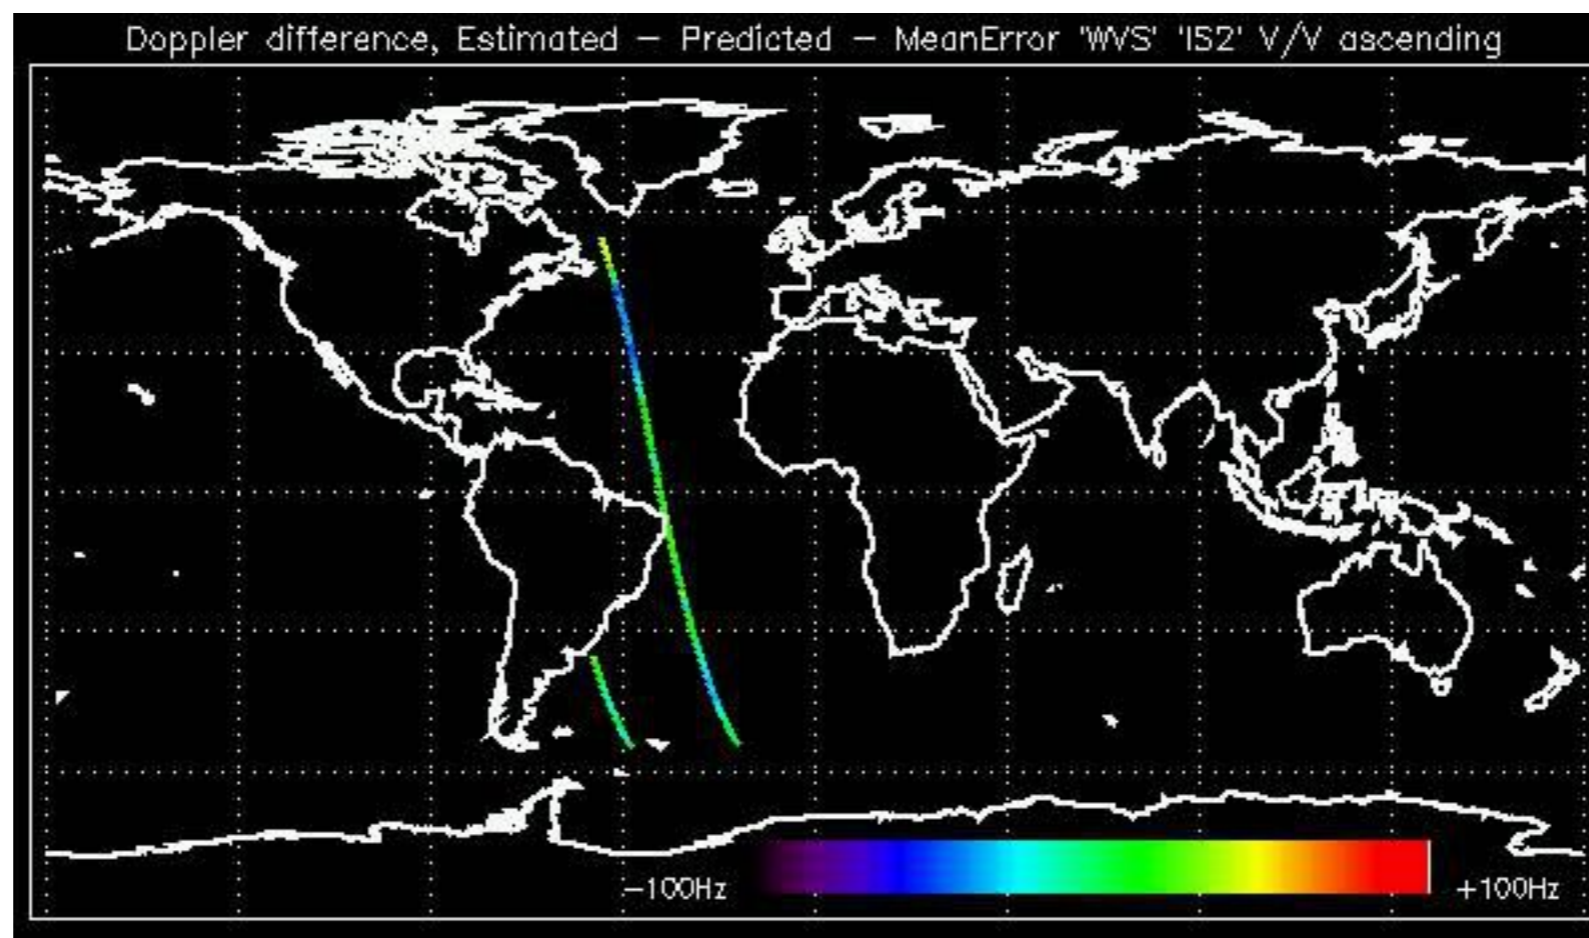 Doppler difference, Estimated – Predicted – MeanError 'WVS' 'IS2' V/V ascending
–100Hz +100Hz